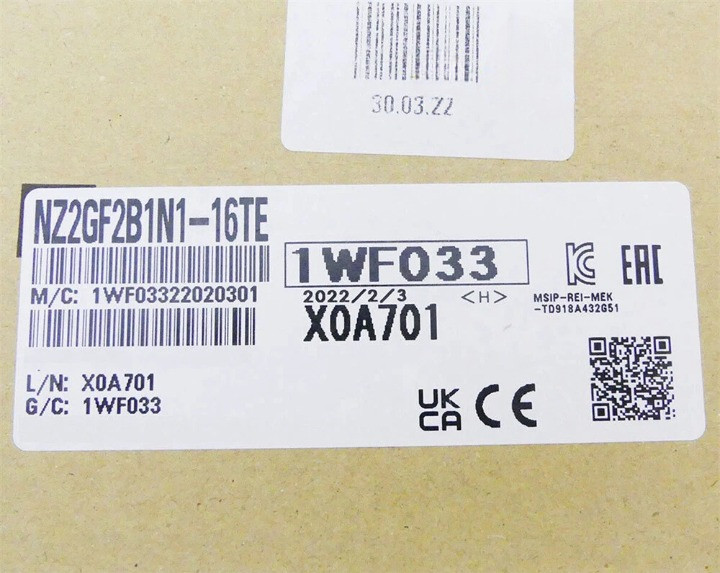 30.03.22
NZ2GF2B1N1-16TE
1WF033
M/C: 1WF03322020301
2022/2/3 <H>
X0A701
MSIP-REI-MEK
-TD918A432G51
L/N: X0A701
G/C: 1WF033
EAC
UK
CA CE